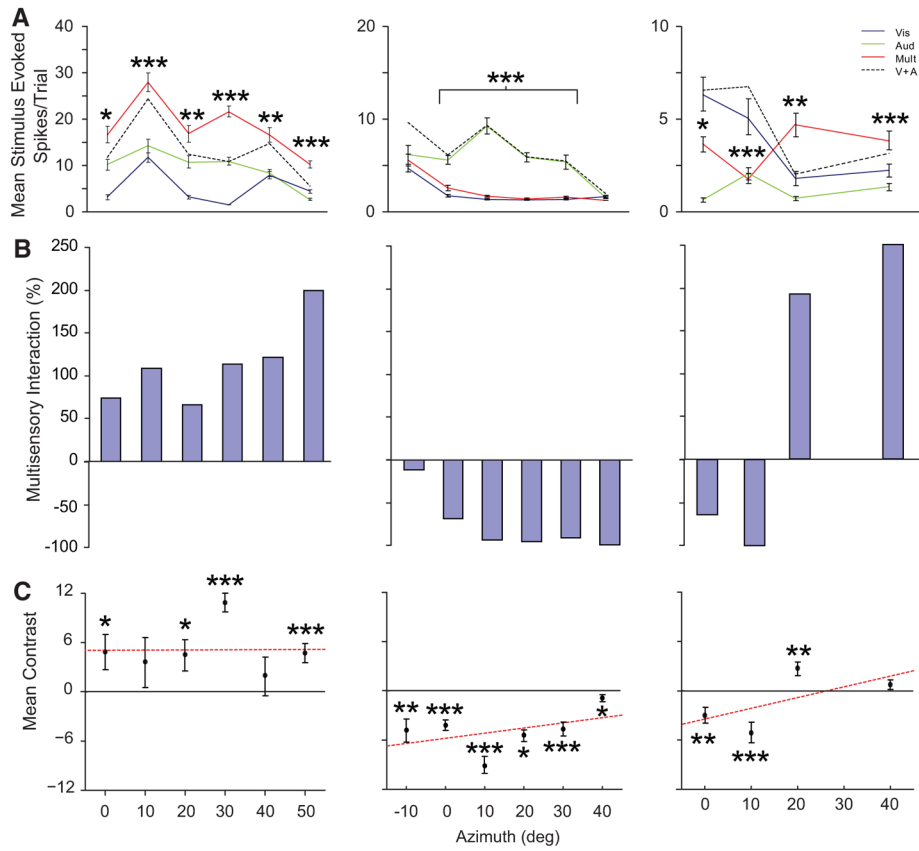 A
Mean Stimulus Evoked
Spikes/Trial
40
30
20
10
0
* *** ** *** ** ***
20
10
0
***
10
5
0
* *** ** ***
Vis
Aud
Mult
V+A
B
Multisensory Interaction (%)
250
200
150
100
50
0
-50
-100
C
Mean Contrast
12
6
0
−6
−12
* * *** ***
** *** *** * *** *
** *** **
0 10 20 30 40 50
-10 0 10 20 30 40
0 10 20 30 40
Azimuth (deg)